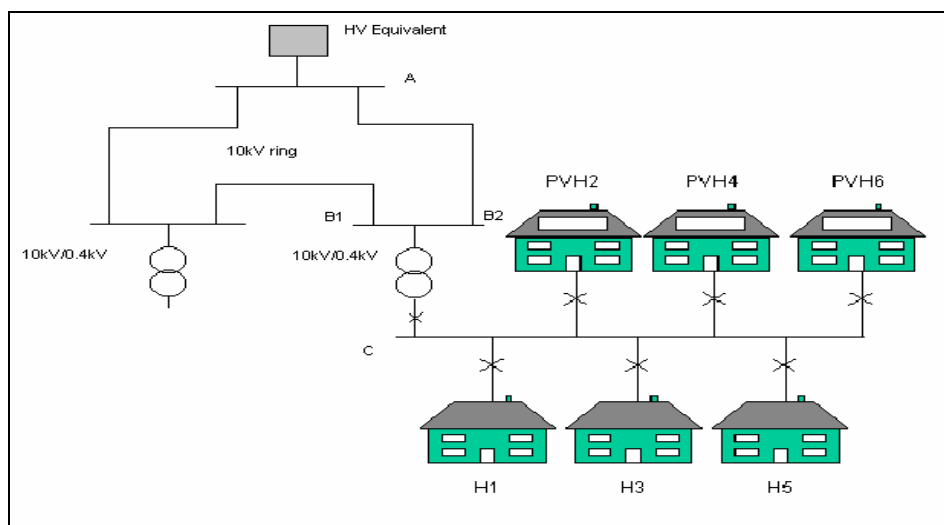 HV Equivalent
A
10kV ring
PVH2
PVH4
PVH6
B1
B2
10kV/0.4kV
10kV/0.4kV
C
H1
H3
H5